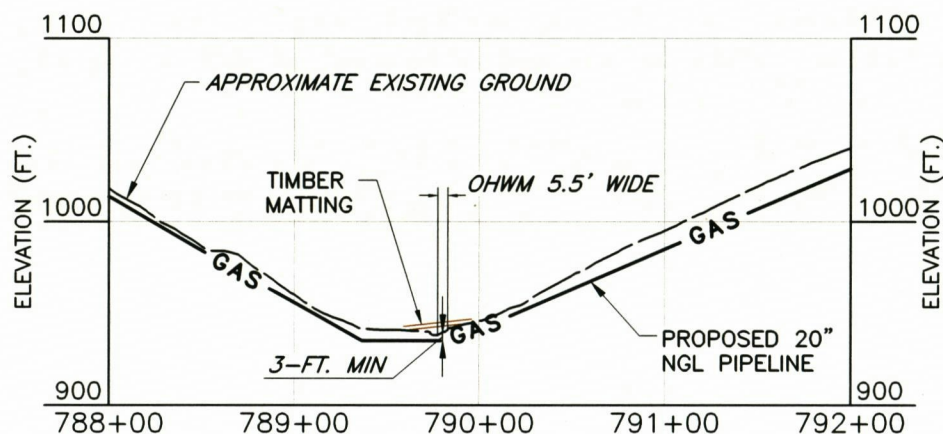 1100
1100
APPROXIMATE EXISTING GROUND
ELEVATION (FT.)
TIMBER
MATTING
OHWM 5.5' WIDE
ELEVATION (FT.)
1000
1000
GAS
GAS
GAS
3-FT. MIN
PROPOSED 20"
NGL PIPELINE
900
900
788+00
789+00
790+00
791+00
792+00